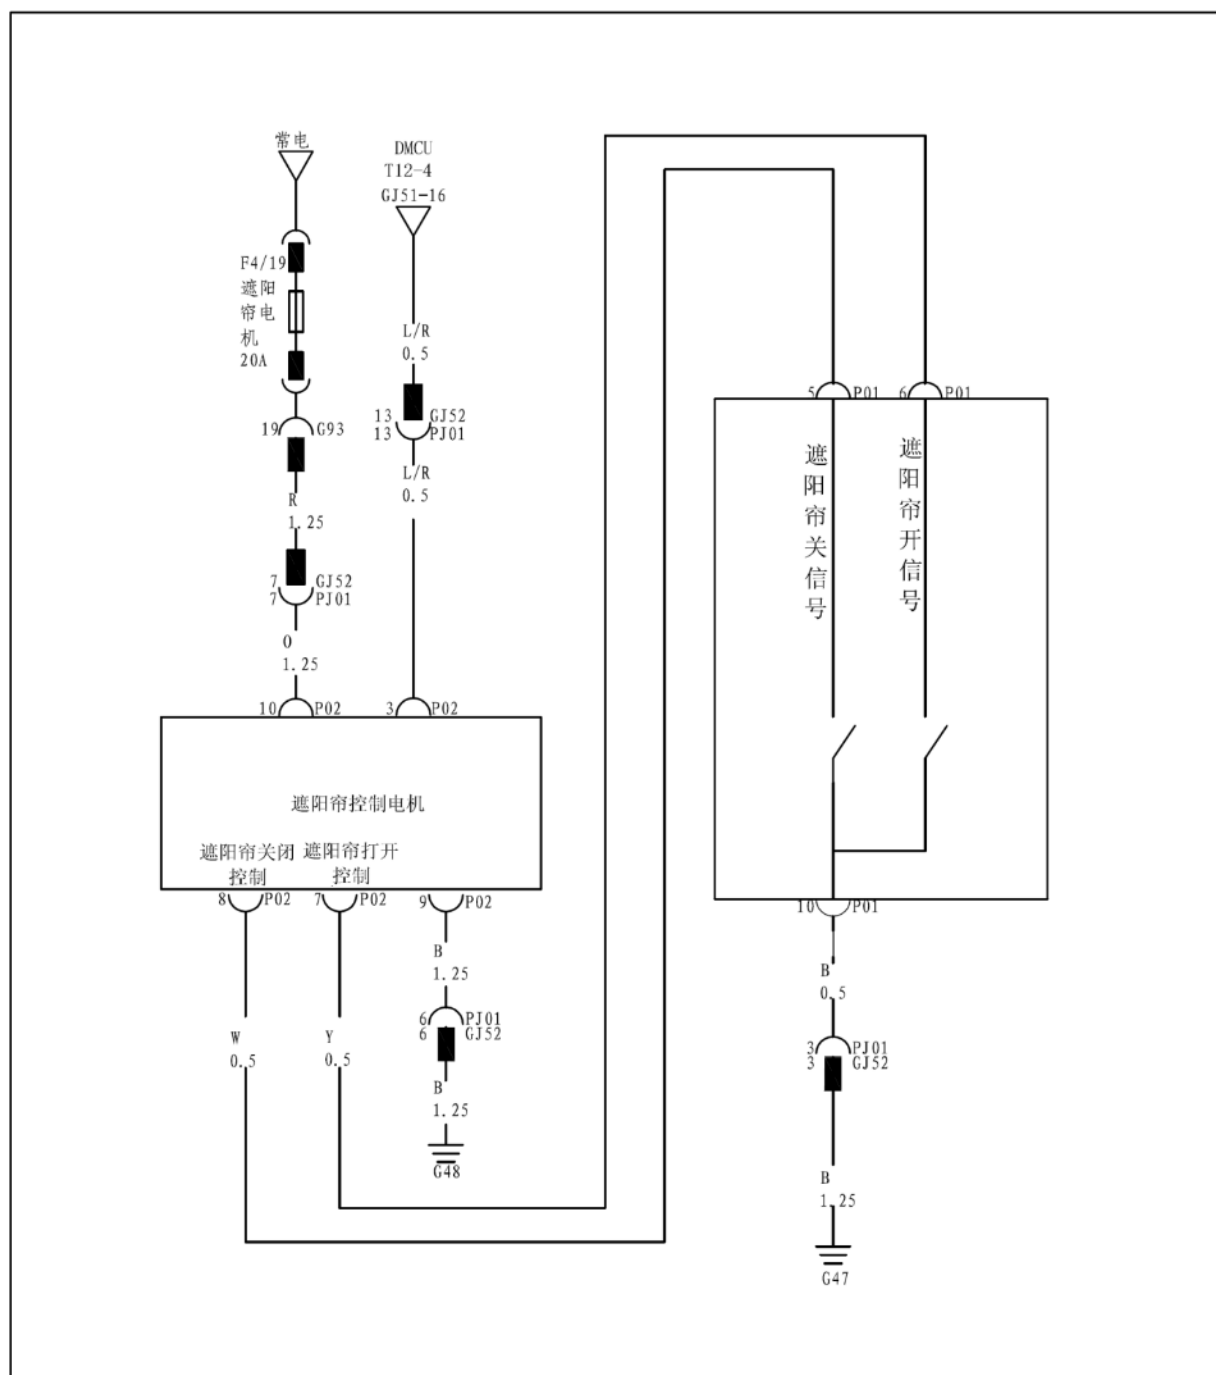 常电
DMCU
T12-4
GJ51-16
F4/19
遮阳
帘电
机
20A
L/R
0.5
13 GJ52
13 PJ01
L/R
0.5
19 G93
R
1.25
7 GJ52
7 PJ01
O
1.25
10 P02
3 P02
遮阳帘控制电机
遮阳帘关闭
控制
遮阳帘打开
控制
8 P02
7 P02
9 P02
B
1.25
6 PJ01
6 GJ52
B
1.25
G48
W
0.5
Y
0.5
5 P01
6 P01
遮阳帘关信号
遮阳帘开信号
10 P01
B
0.5
3 PJ01
3 GJ52
B
1.25
G47